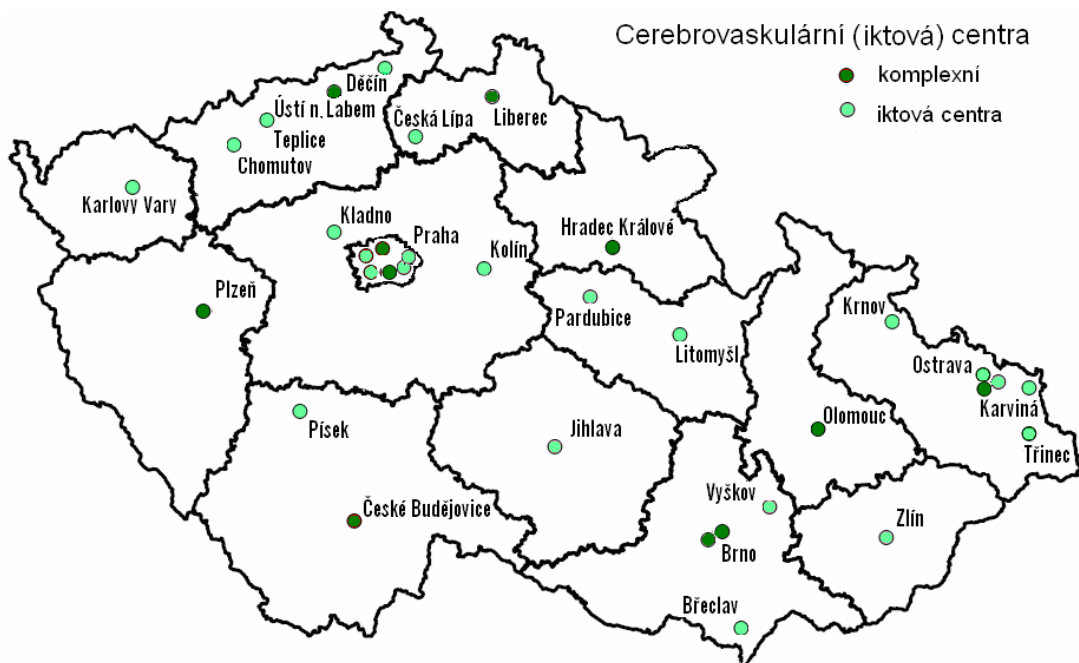 Cerebrovaskulární (iktová) centra
komplexní
iktová centra
Děčín
Ústí n. Labem
Teplice
Chomutov
Česká Lípa
Liberec
Karlovy Vary
Kladno
Praha
Kolín
Hradec Králové
Plzeň
Pardubice
Litomyšl
Krnov
Ostrava
Karviná
Třinec
Písek
Jihlava
Olomouc
České Budějovice
Vyškov
Brno
Zlín
Břeclav